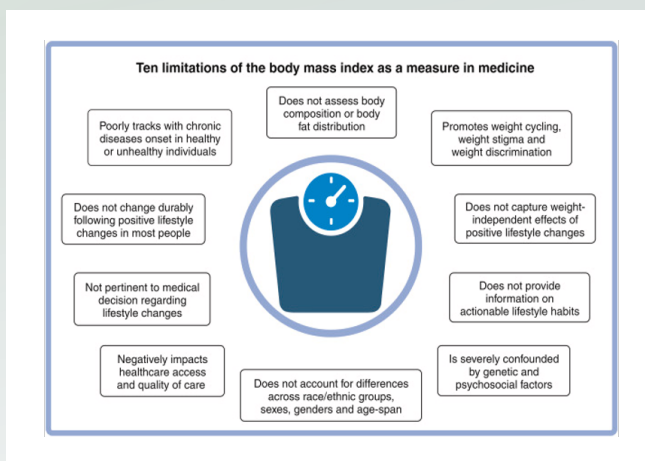 Ten limitations of the body mass index as a measure in medicine
Does not assess body
composition or body
fat distribution
Poorly tracks with chronic
diseases onset in healthy
or unhealthy individuals
Promotes weight cycling,
weight stigma and
weight discrimination
Does not change durably
following positive lifestyle
changes in most people
Does not capture weight-
independent effects of
positive lifestyle changes
Not pertinent to medical
decision regarding
lifestyle changes
Does not provide
information on
actionable lifestyle habits
Negatively impacts
healthcare access
and quality of care
Is severely confounded
by genetic and
psychosocial factors
Does not account for differences
across race/ethnic groups,
sexes, genders and age-span